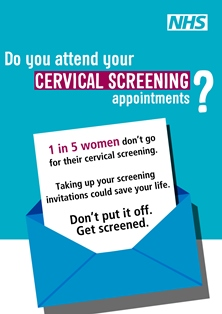 NHS
Do you attend your
CERVICAL SCREENING
appointments ?
1 in 5 women don't go
for their cervical screening.
Taking up your screening
invitations could save your life.
Don't put it off.
Get screened.